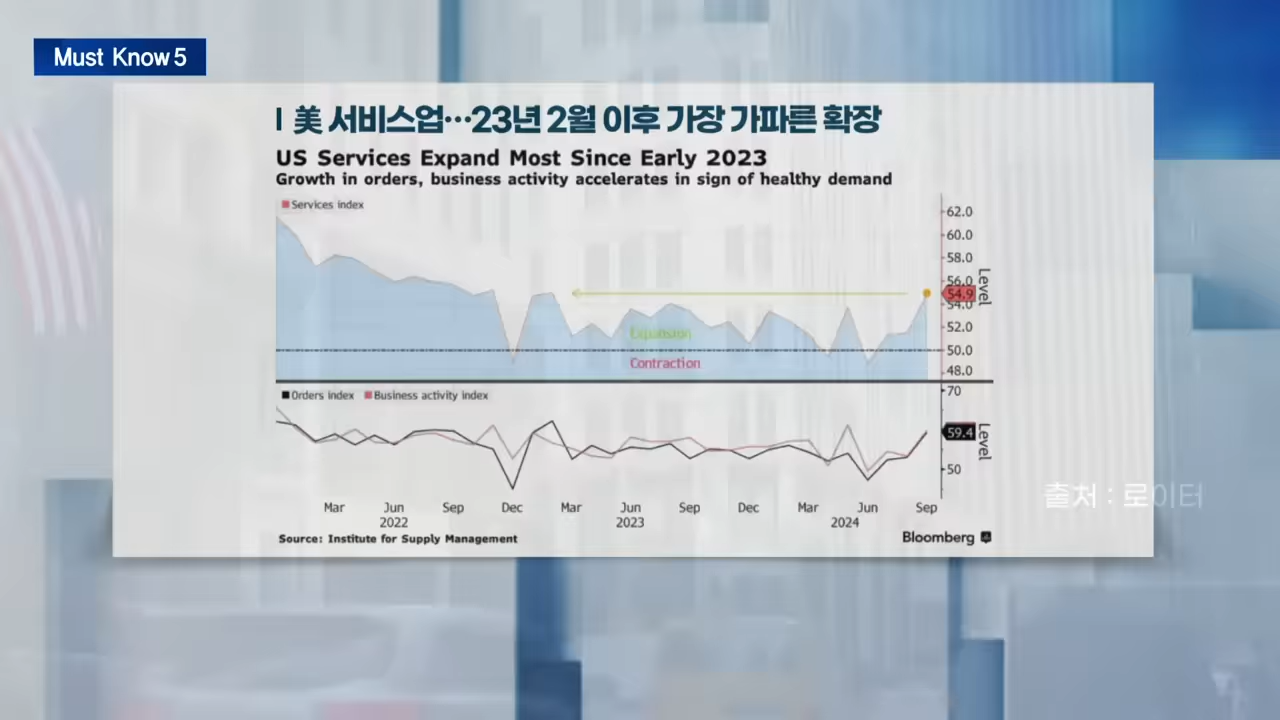 Must Know 5
美 서비스업…23년 2월 이후 가장 가파른 확장
US Services Expand Most Since Early 2023
Growth in orders, business activity accelerates in sign of healthy demand
Services index
62.0
60.0
58.0
56.0
54.9
54.0
52.0
50.0
48.0
Level
Expansion
Contraction
Orders index Business activity index
70
59.4
50
Level
Mar Jun Sep Dec Mar Jun Sep Dec Mar Jun Sep
2022 2023 2024
Source: Institute for Supply Management
Bloomberg
출처 : 로이터